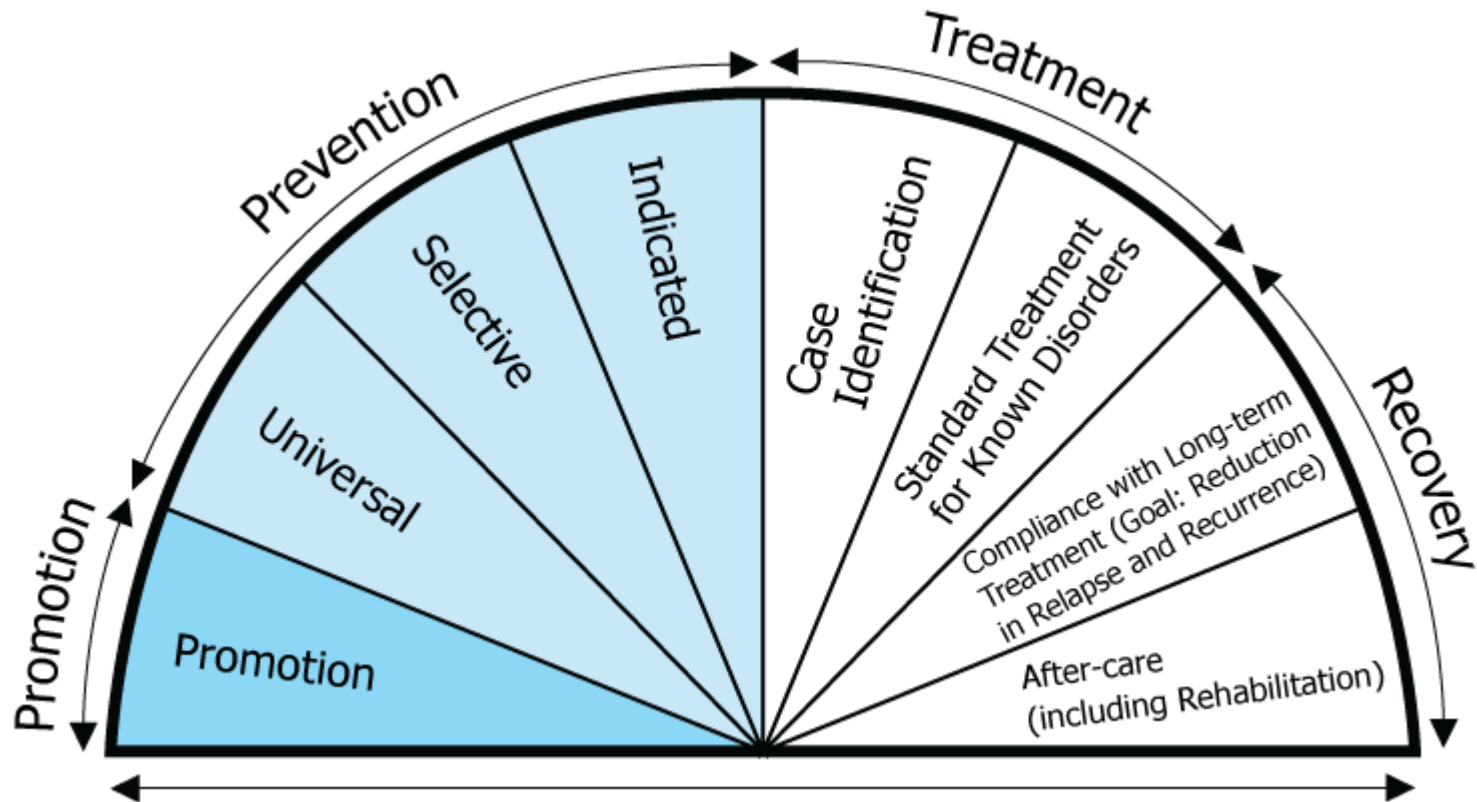 Promotion
Prevention
Treatment
Recovery
Promotion
Universal
Selective
Indicated
Case
Identification
Standard Treatment
for Known Disorders
Compliance with Long-term
Treatment (Goal: Reduction
in Relapse and Recurrence)
After-care
(including Rehabilitation)